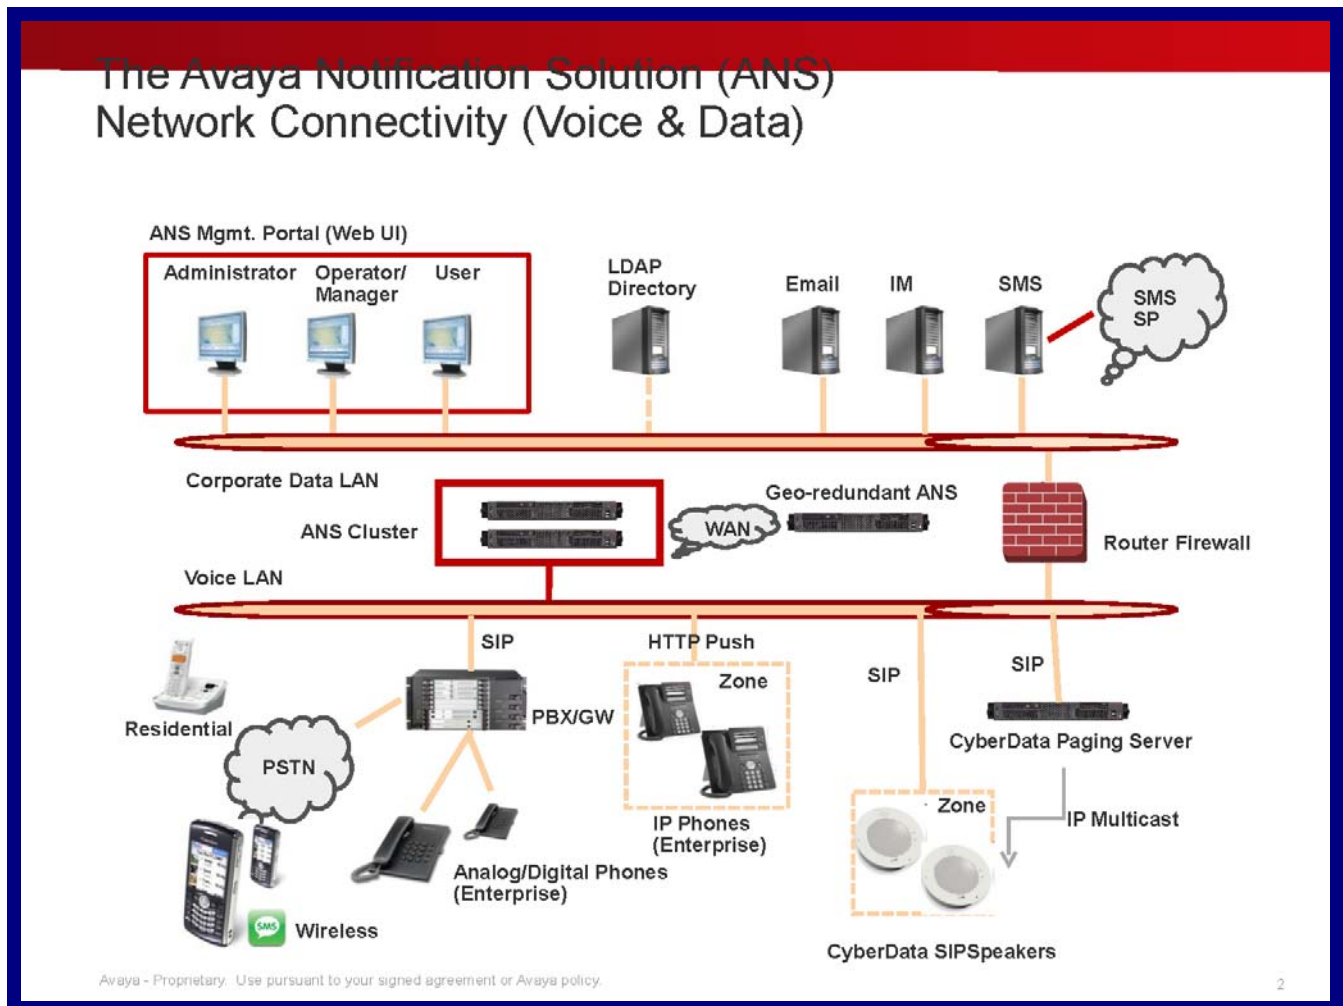 The Avaya Notification Solution (ANS)
Network Connectivity (Voice & Data)
ANS Mgmt. Portal (Web UI)
Administrator
Operator/
Manager
User
LDAP
Directory
Email
IM
SMS
SMS
SP
Corporate Data LAN
ANS Cluster
WAN
Geo-redundant ANS
Router Firewall
Voice LAN
SIP
HTTP Push
SIP
SIP
Residential
PBX/GW
Zone
CyberData Paging Server
PSTN
Zone
IP Multicast
IP Phones
(Enterprise)
Analog/Digital Phones
(Enterprise)
SMS
Wireless
CyberData SIPSpeakers
Avaya - Proprietary. Use pursuant to your signed agreement or Avaya policy.
2